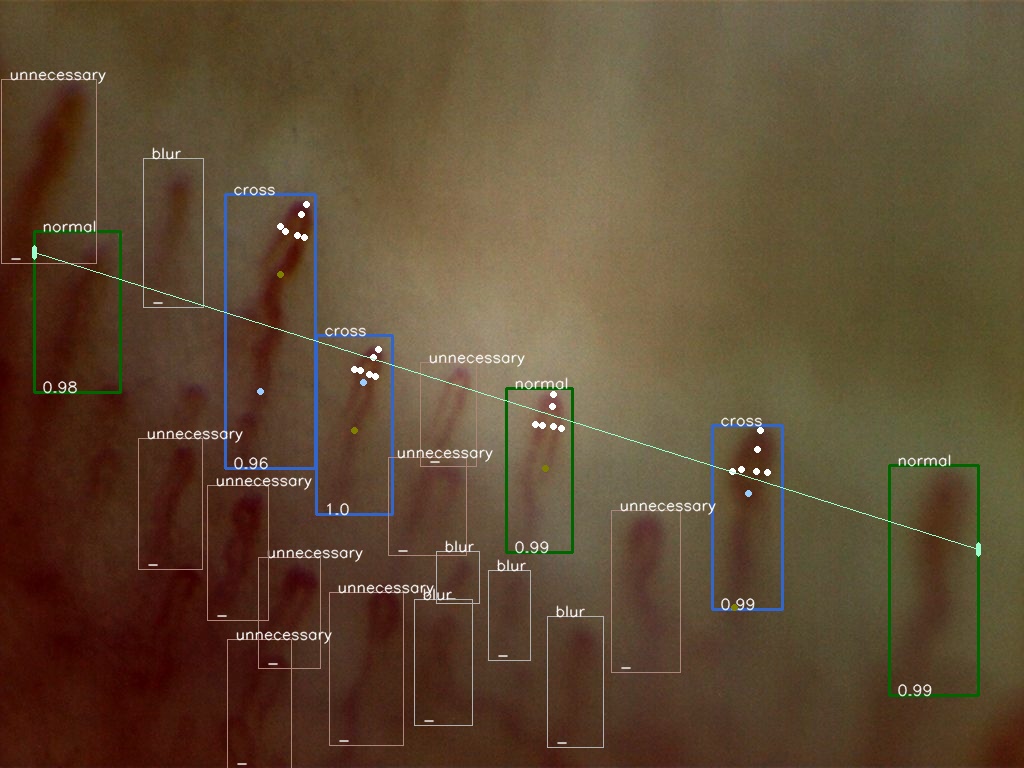 unnecessary
blur
cross
normal
_
_
cross
unnecessary
normal
0.98
cross
unnecessary
unnecessary
0.96
_
normal
unnecessary
1.0
unnecessary
_
blur
0.99
unnecessary
_
blur
unnecessary
blur
0.99
blur
_
_
unnecessary
_
_
0.99
_
_
_
_